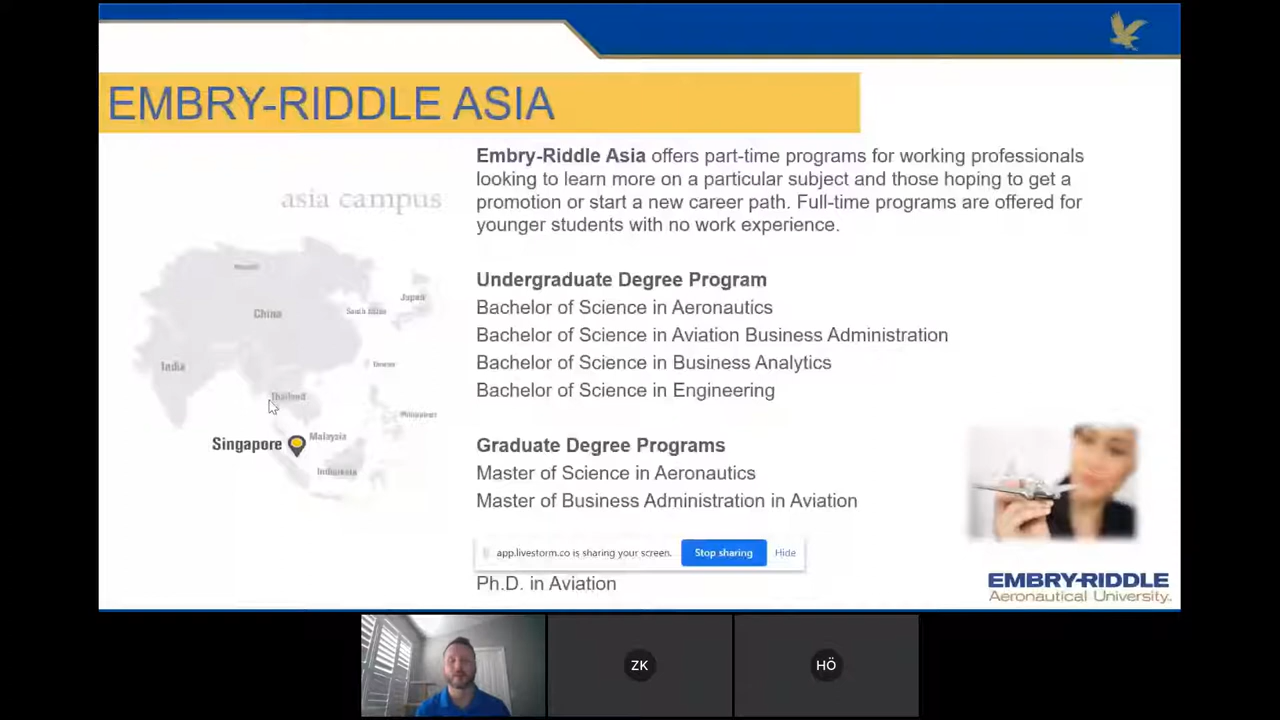 EMBRY-RIDDLE ASIA
Embry-Riddle Asia offers part-time programs for working professionals
looking to learn more on a particular subject and those hoping to get a
promotion or start a new career path. Full-time programs are offered for
younger students with no work experience.
asia campus
China
Japan
India
Thailand
Philippines
Singapore
Malaysia
Indonesia
Undergraduate Degree Program
Bachelor of Science in Aeronautics
Bachelor of Science in Aviation Business Administration
Bachelor of Science in Business Analytics
Bachelor of Science in Engineering
Graduate Degree Programs
Master of Science in Aeronautics
Master of Business Administration in Aviation
app.livestorm.co is sharing your screen.
Stop sharing
Hide
Ph.D. in Aviation
EMBRY-RIDDLE
Aeronautical University.
ZK
HÖ